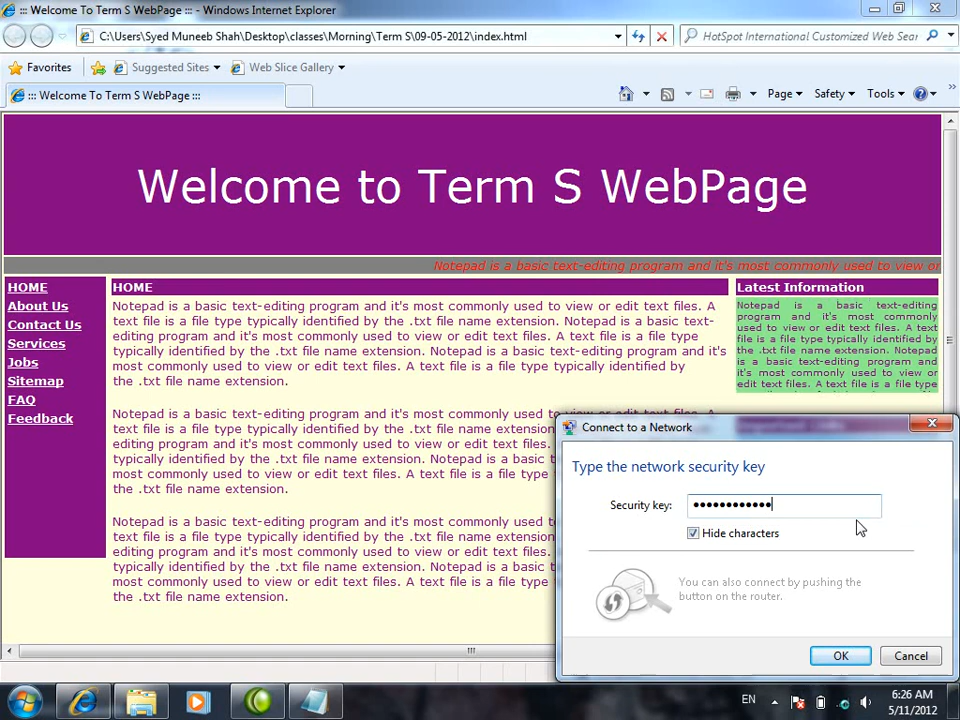 ::: Welcome To Term S WebPage ::: - Windows Internet Explorer
C:\Users\Syed Muneeb Shah\Desktop\classes\Morning\Term S\09-05-2012\index.html
HotSpot International Customized Web Sear
Favorites
Suggested Sites
Web Slice Gallery
::: Welcome To Term S WebPage :::
Page
Safety
Tools
»
Welcome to Term S WebPage
Notepad is a basic text-editing program and it's most commonly used to view or
HOME
About Us
Contact Us
Services
Jobs
Sitemap
FAQ
Feedback
HOME
Notepad is a basic text-editing program and it's most commonly used to view or edit text files. A
text file is a file type typically identified by the .txt file name extension. Notepad is a basic text-
editing program and it's most commonly used to view or edit text files. A text file is a file type
typically identified by the .txt file name extension. Notepad is a basic text-editing program and it's
most commonly used to view or edit text files. A text file is a file type typically identified by
the .txt file name extension.
Notepad is a basic text-editing program and it's most commonly used to view or edit text files. A
text file is a file type typically identified by the .txt file name exten
editing program and it's most commonly used to view or edit text files.
typically identified by the .txt file name extension. Notepad is a basic
most commonly used to view or edit text files. A text file is a file type
the .txt file name extension.
Notepad is a basic text-editing program and it's most commonly used to
text file is a file type typically identified by the .txt file name exten
editing program and it's most commonly used to view or edit text files.
typically identified by the .txt file name extension. Notepad is a basic
most commonly used to view or edit text files. A text file is a file type
the .txt file name extension.
Latest Information
Notepad is a basic text-editing
program and it's most commonly
used to view or edit text files. A text
file is a file type typically identified by
the .txt file name extension. Notepad
is a basic text-editing program and
it's most commonly used to view or
edit text files. A text file is a file type
Connect to a Network
Type the network security key
Security key:
Hide characters
You can also connect by pushing the
button on the router.
OK
Cancel
EN
6:26 AM
5/11/2012